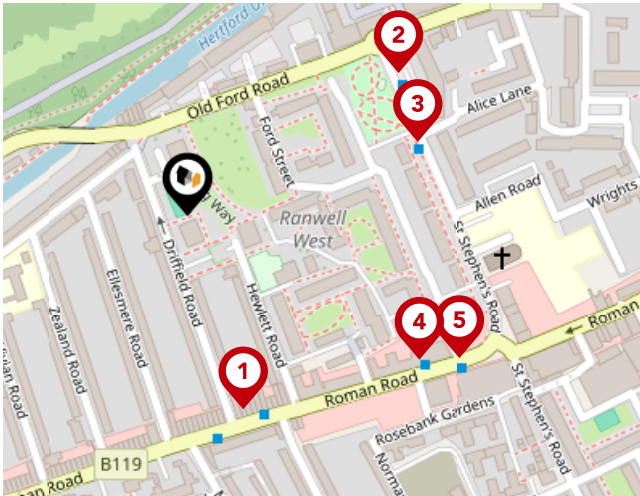 Hertford U
2
Old Ford Road
3
Alice Lane
Ford Street
Way
Allen Road
Wrights
Ranwell
West
St Stephen's Road
Driffield Road
Ellesmere Road
Zealand Road
Hewlett Road
Roman
4
5
1
Roman Road
St Stephen's Road
Rosebank Gardens
B119
Road